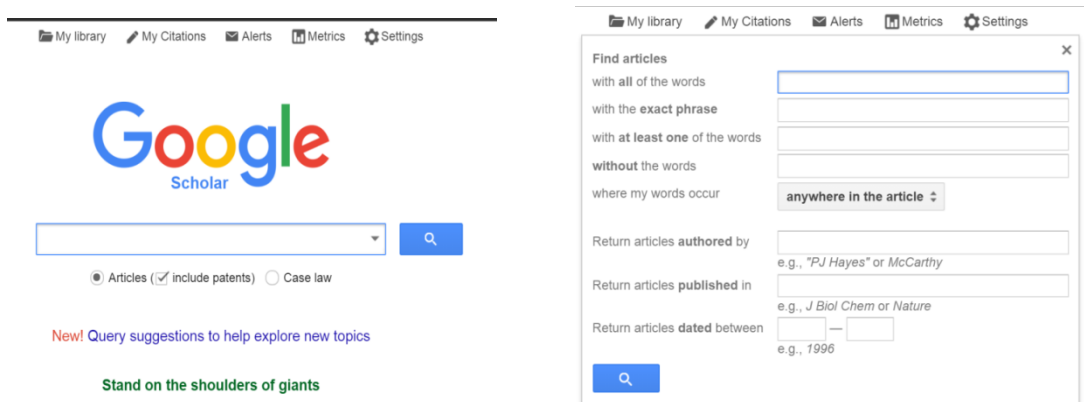 My library My Citations Alerts Metrics Settings
Google
Scholar
Articles ( include patents) Case law
New! Query suggestions to help explore new topics
Stand on the shoulders of giants
My library My Citations Alerts Metrics Settings
Find articles
with all of the words
with the exact phrase
with at least one of the words
without the words
where my words occur anywhere in the article
Return articles authored by
e.g., "PJ Hayes" or McCarthy
Return articles published in
e.g., J Biol Chem or Nature
Return articles dated between —
e.g., 1996